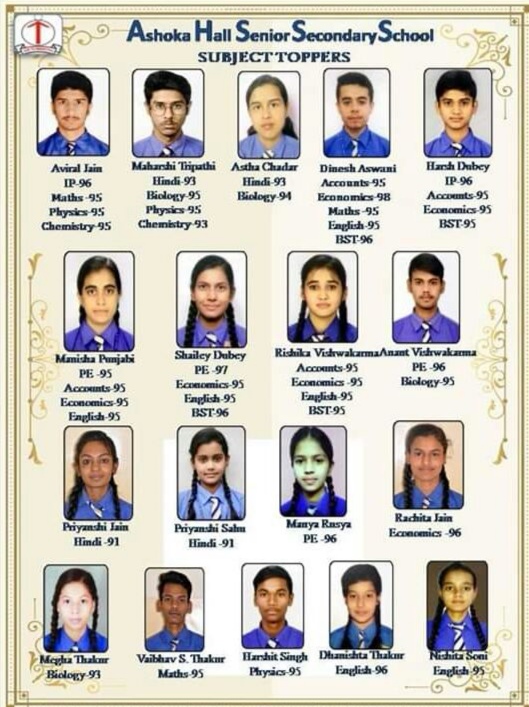 Ashoka Hall Senior Secondary School
SUBJECT TOPPERS
Aviral Jain
IP-96
Maths -95
Physics-95
Chemistry-95
Maharshi Tripathi
Hindi-93
Biology-95
Physics-95
Chemistry-93
Astha Chadar
Hindi-93
Biology-94
Dinesh Aswani
Accounts-95
Economics-98
Maths -95
English-95
BST-96
Harsh Dubey
IP-96
Accounts-95
Economics-95
BST-95
Manisha Punjabi
PE -95
Accounts-95
Economics-95
English-95
Shailey Dubey
PE -97
Economics-95
English-95
BST-96
Rishika Vishwakarma
Accounts-95
Economics -95
English-95
BST-95
Anant Vishwakarma
PE -96
Biology-95
Priyanshi Jain
Hindi -91
Priyanshi Sahu
Hindi -91
Manya Rusya
PE -96
Rachita Jain
Economics -96
Megha Thakur
Biology-93
Vaibhav S. Thakur
Maths-95
Harshit Singh
Physics-95
Dhanishta Thakur
English-96
Nishita Soni
English-95